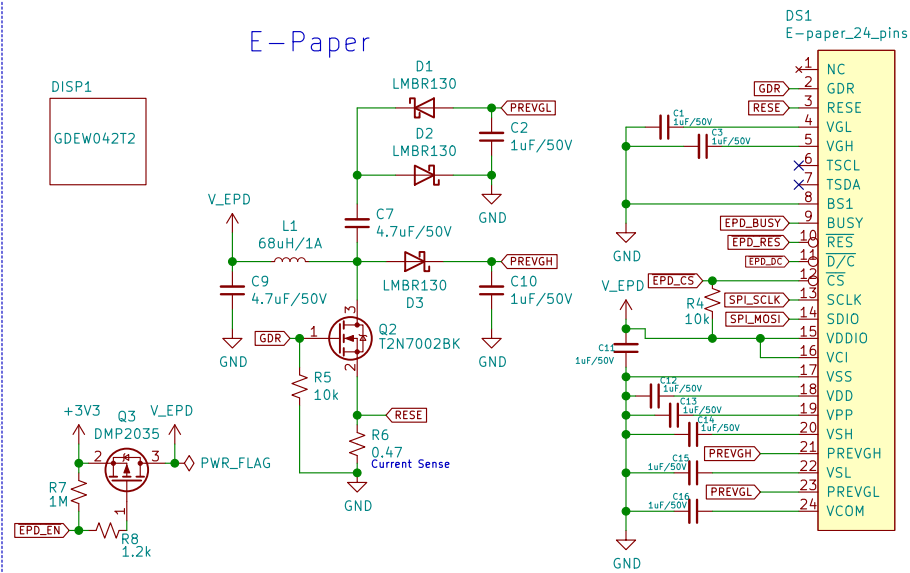 E-Paper
DISP1
GDEW042T2
D1
LMBR130
PREVGL
D2
LMBR130
C2
1uF/50V
GND
V_EPD
C7
4.7uF/50V
L1
68uH/1A
PREVGH
LMBR130
D3
C9
4.7uF/50V
C10
1uF/50V
GND
GND
3
GDR
1
Q2
T2N7002BK
2
R5
10k
RESE
R6
0.47
Current Sense
GND
+3V3
V_EPD
Q3
DMP2035
2
3
PWR_FLAG
R7
1M
1
EPD_EN
R8
1.2k
DS1
E-paper_24_pins
1 NC
GDR 2 GDR
RESE 3 RESE
C1
1uF/50V
4 VGL
C3
1uF/50V
5 VGH
6 TSCL
7 TSDA
8 BS1
GND
EPD_BUSY 9 BUSY
EPD_RES 10 RES
EPD_DC 11 D/C
EPD_CS 12 CS
V_EPD
R4
10k
SPI_SCLK 13 SCLK
SPI_MOSI 14 SDIO
15 VDDIO
C11
1uF/50V
16 VCI
17 VSS
C12
1uF/50V
18 VDD
C13
1uF/50V
19 VPP
C14
1uF/50V
20 VSH
PREVGH 21 PREVGH
C15
1uF/50V
22 VSL
PREVGL 23 PREVGL
C16
1uF/50V
24 VCOM
GND